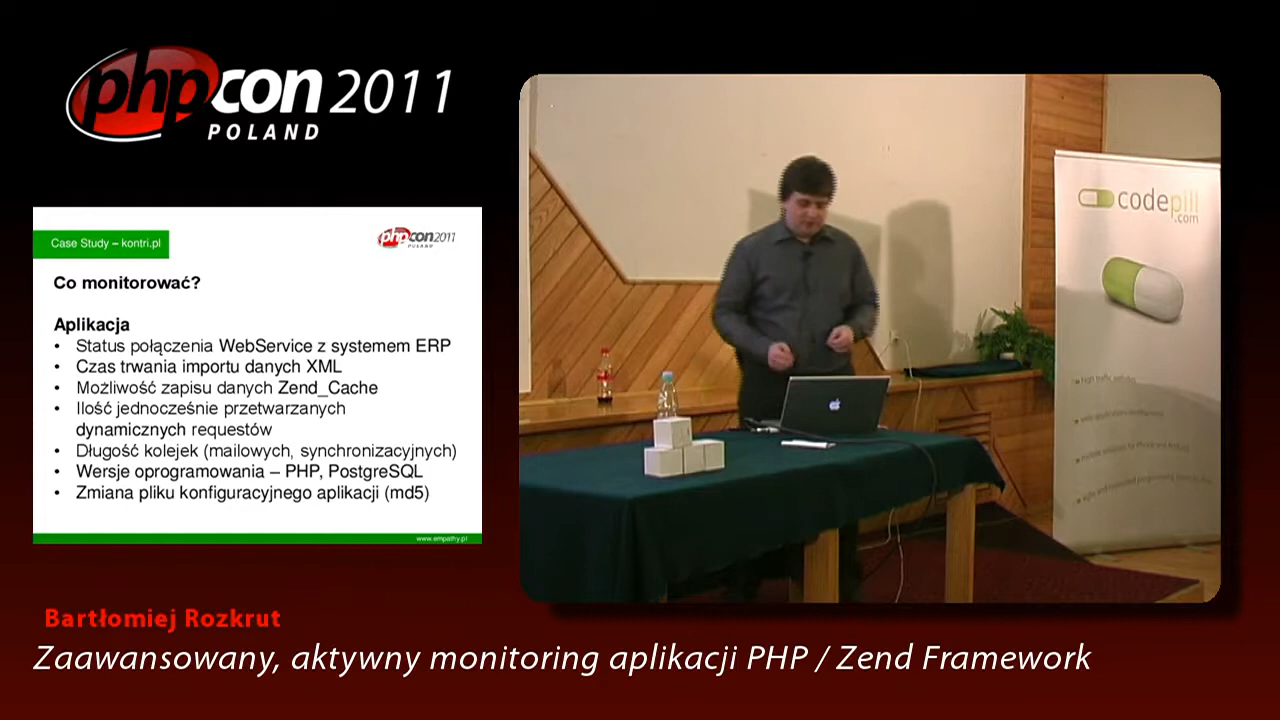 phpcon 2011
POLAND
Case Study – kontri.pl
phpcon2011
POLAND
Co monitorować?
Aplikacja
• Status połączenia WebService z systemem ERP
• Czas trwania importu danych XML
• Możliwość zapisu danych Zend_Cache
• Ilość jednocześnie przetwarzanych
dynamicznych requestów
• Długość kolejek (mailowych, synchronizacyjnych)
• Wersje oprogramowania – PHP, PostgreSQL
• Zmiana pliku konfiguracyjnego aplikacji (md5)
www.empathy.pl
codepill
.com
Bartłomiej Rozkrut
Zaawansowany, aktywny monitoring aplikacji PHP / Zend Framework